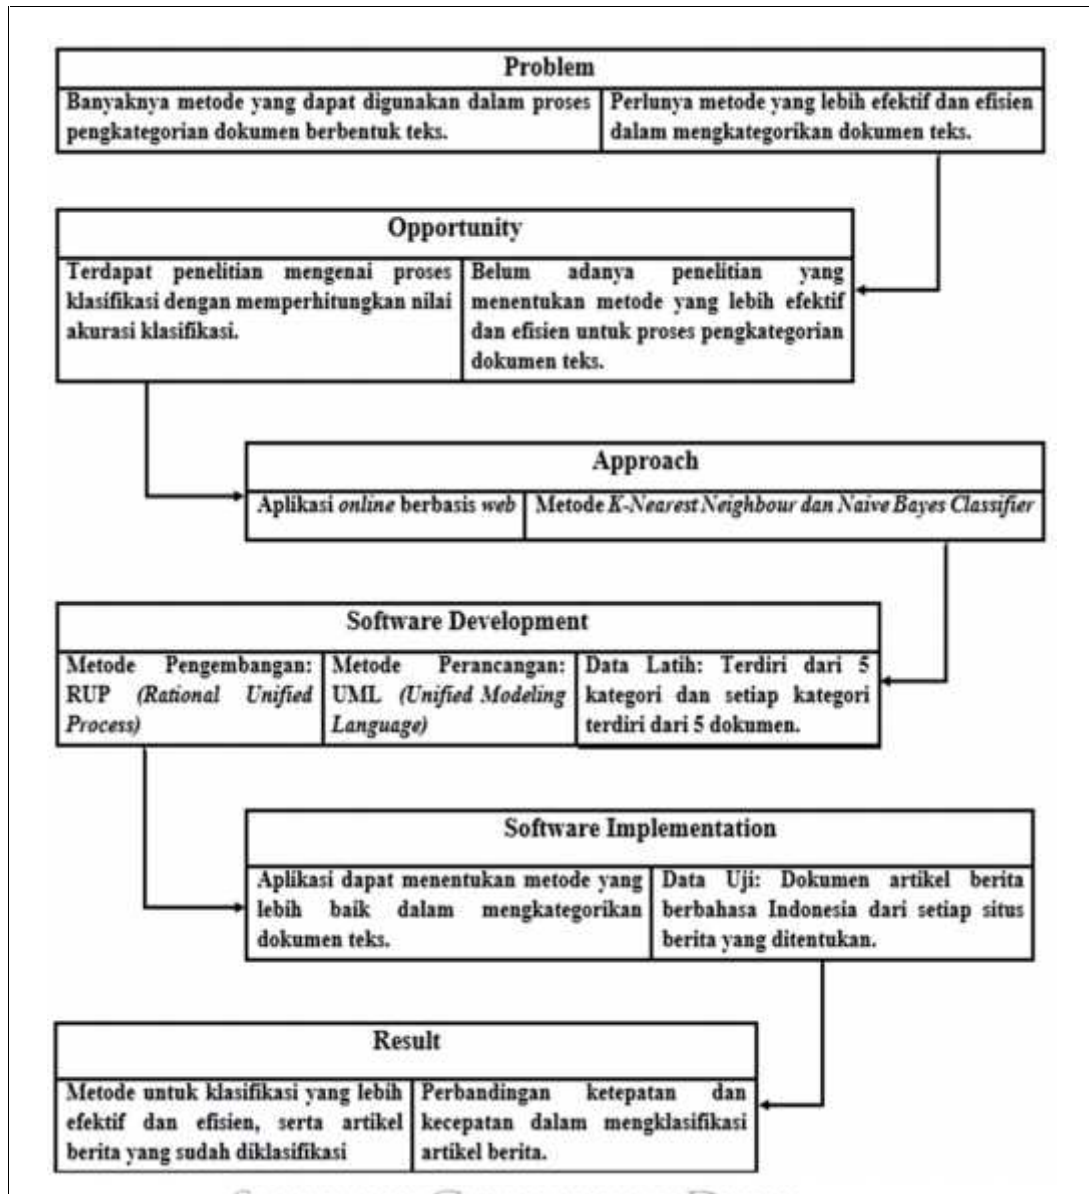 Problem
Banyaknya metode yang dapat digunakan dalam proses
pengkategorian dokumen berbentuk teks.
Perlunya metode yang lebih efektif dan efisien
dalam mengkategorikan dokumen teks.
Opportunity
Terdapat penelitian mengenai proses
klasifikasi dengan memperhitungkan nilai
akurasi klasifikasi.
Belum adanya penelitian yang
menentukan metode yang lebih efektif
dan efisien untuk proses pengkategorian
dokumen teks.
Approach
Aplikasi online berbasis web
Metode K-Nearest Neighbour dan Naive Bayes Classifier
Software Development
Metode Pengembangan:
RUP (Rational Unified
Process)
Metode Perancangan:
UML (Unified Modeling
Language)
Data Latih: Terdiri dari 5
kategori dan setiap kategori
terdiri dari 5 dokumen.
Software Implementation
Aplikasi dapat menentukan metode yang
lebih baik dalam mengkategorikan
dokumen teks.
Data Uji: Dokumen artikel berita
berbahasa Indonesia dari setiap situs
berita yang ditentukan.
Result
Metode untuk klasifikasi yang lebih
efektif dan efisien, serta artikel
berita yang sudah diklasifikasi
Perbandingan ketepatan dan
kecepatan dalam mengklasifikasi
artikel berita.